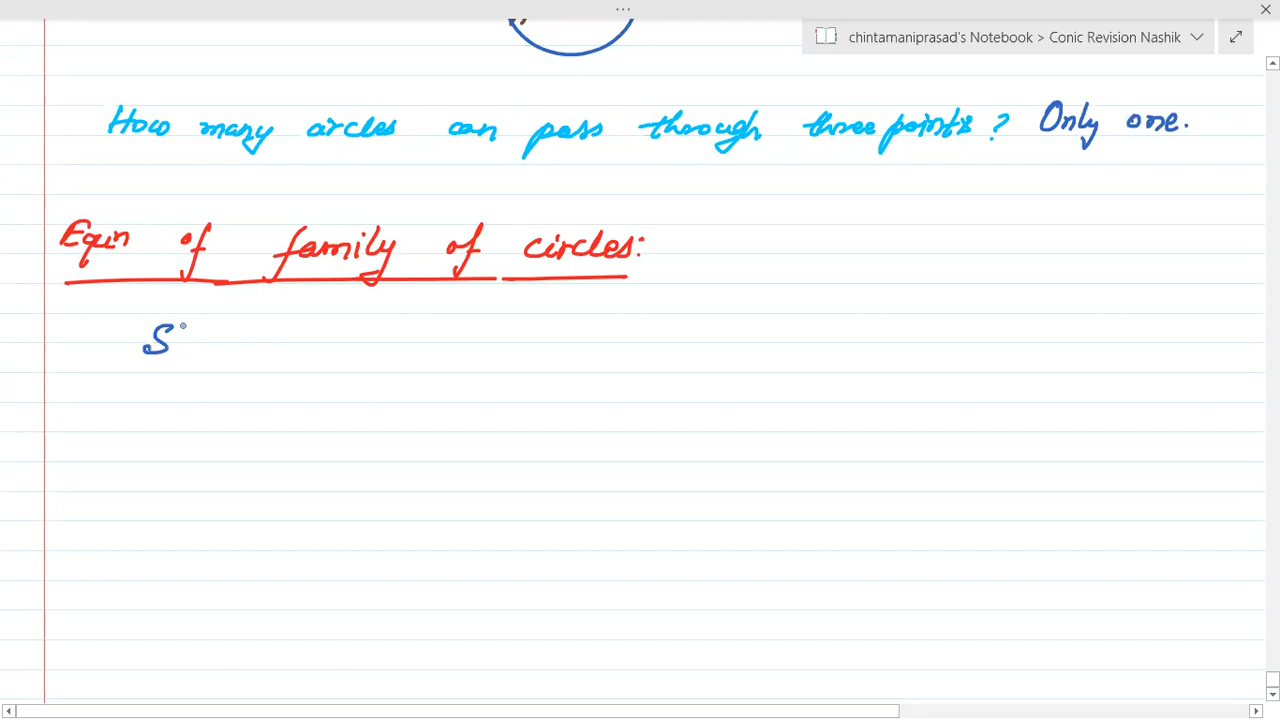 chintamaniprasad's Notebook > Conic Revision Nashik
How many circles can pass through three points? Only one.
Equn of family of circles:
S